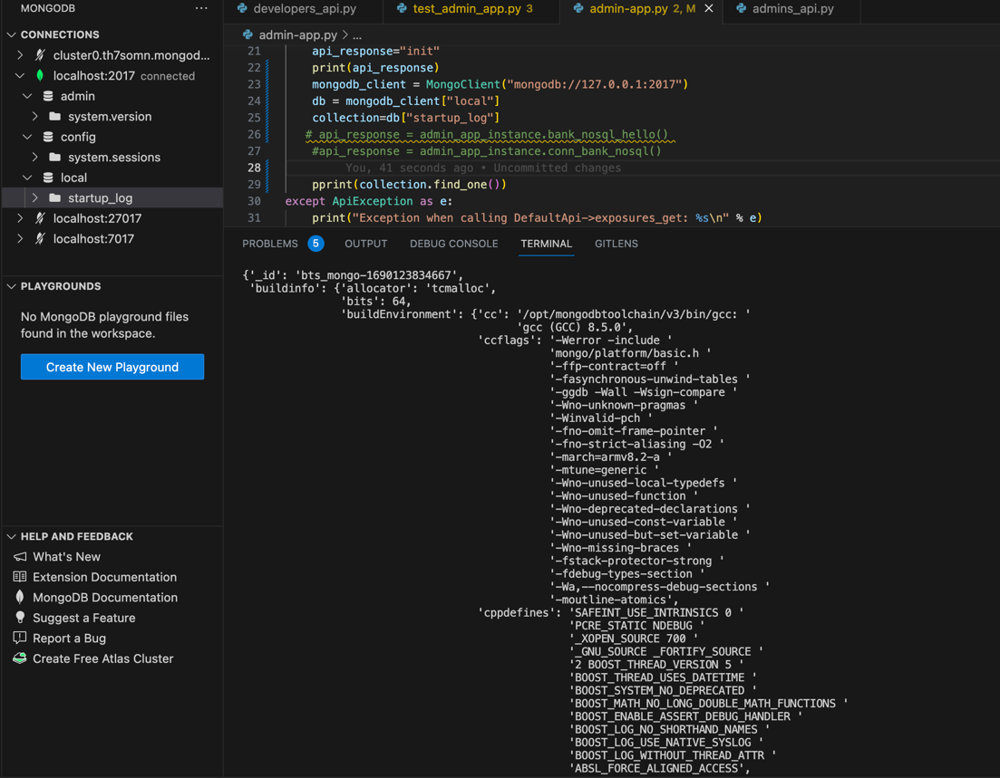 MONGODB
···
CONNECTIONS
cluster0.th7somn.mongod...
localhost:2017 connected
admin
system.version
config
system.sessions
local
startup_log
localhost:27017
localhost:7017
PLAYGROUNDS
No MongoDB playground files
found in the workspace.
Create New Playground
HELP AND FEEDBACK
What's New
Extension Documentation
MongoDB Documentation
Suggest a Feature
Report a Bug
Create Free Atlas Cluster
developers_api.py
test_admin_app.py 3
admin-app.py 2, M
admins_api.py
admin-app.py > ...
21 api_response="init"
22 print(api_response)
23 mongodb_client = MongoClient("mongodb://127.0.0.1:2017")
24 db = mongodb_client["local"]
25 collection=db["startup_log"]
26 # api_response = admin_app_instance.bank_nosql_hello()
27 #api_response = admin_app_instance.conn_bank_nosql()
28 You, 41 seconds ago • Uncommitted changes
29 pprint(collection.find_one())
30 except ApiException as e:
31 print("Exception when calling DefaultApi->exposures_get: %s\n" % e)
PROBLEMS 5 OUTPUT DEBUG CONSOLE TERMINAL GITLENS
{'_id': 'bts_mongo-1690123834667',
'buildinfo': {'allocator': 'tcmalloc',
'bits': 64,
'buildEnvironment': {'cc': '/opt/mongodbtoolchain/v3/bin/gcc: '
'gcc (GCC) 8.5.0',
'ccflags': '-Werror -include '
'mongo/platform/basic.h '
'-ffp-contract=off '
'-fasynchronous-unwind-tables '
'-ggdb -Wall -Wsign-compare '
'-Wno-unknown-pragmas '
'-Winvalid-pch '
'-fno-omit-frame-pointer '
'-fno-strict-aliasing -O2 '
'-march=armv8.2-a '
'-mtune=generic '
'-Wno-unused-local-typedefs '
'-Wno-unused-function '
'-Wno-deprecated-declarations '
'-Wno-unused-const-variable '
'-Wno-unused-but-set-variable '
'-Wno-missing-braces '
'-fstack-protector-strong '
'-fdebug-types-section '
'-Wa,--nocompress-debug-sections '
'-moutline-atomics',
'cppdefines': 'SAFEINT_USE_INTRINSICS 0 '
'PCRE_STATIC NDEBUG '
'_XOPEN_SOURCE 700 '
'_GNU_SOURCE _FORTIFY_SOURCE '
'2 BOOST_THREAD_VERSION 5 '
'BOOST_THREAD_USES_DATETIME '
'BOOST_SYSTEM_NO_DEPRECATED '
'BOOST_MATH_NO_LONG_DOUBLE_MATH_FUNCTIONS '
'BOOST_ENABLE_ASSERT_DEBUG_HANDLER '
'BOOST_LOG_NO_SHORTHAND_NAMES '
'BOOST_LOG_USE_NATIVE_SYSLOG '
'BOOST_LOG_WITHOUT_THREAD_ATTR '
'ABSL_FORCE_ALIGNED_ACCESS',